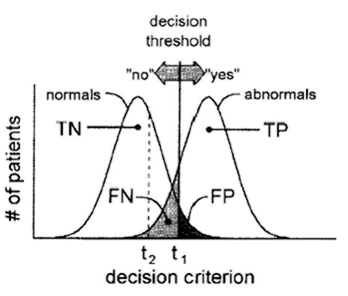 decision
threshold
"no" "yes"
normals abnormals
TN TP
FN FP
# of patients
t2 t1
decision criterion